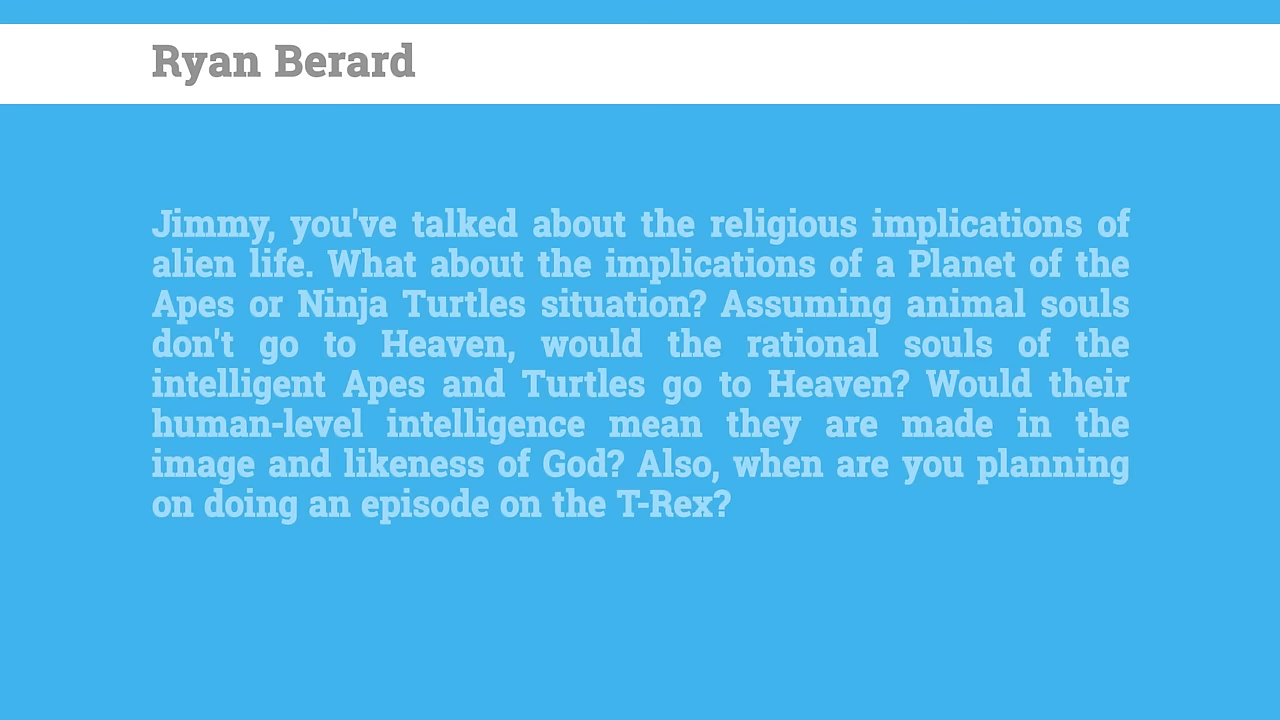 Ryan Berard
Jimmy, you've talked about the religious implications of
alien life. What about the implications of a Planet of the
Apes or Ninja Turtles situation? Assuming animal souls
don't go to Heaven, would the rational souls of the
intelligent Apes and Turtles go to Heaven? Would their
human-level intelligence mean they are made in the
image and likeness of God? Also, when are you planning
on doing an episode on the T-Rex?